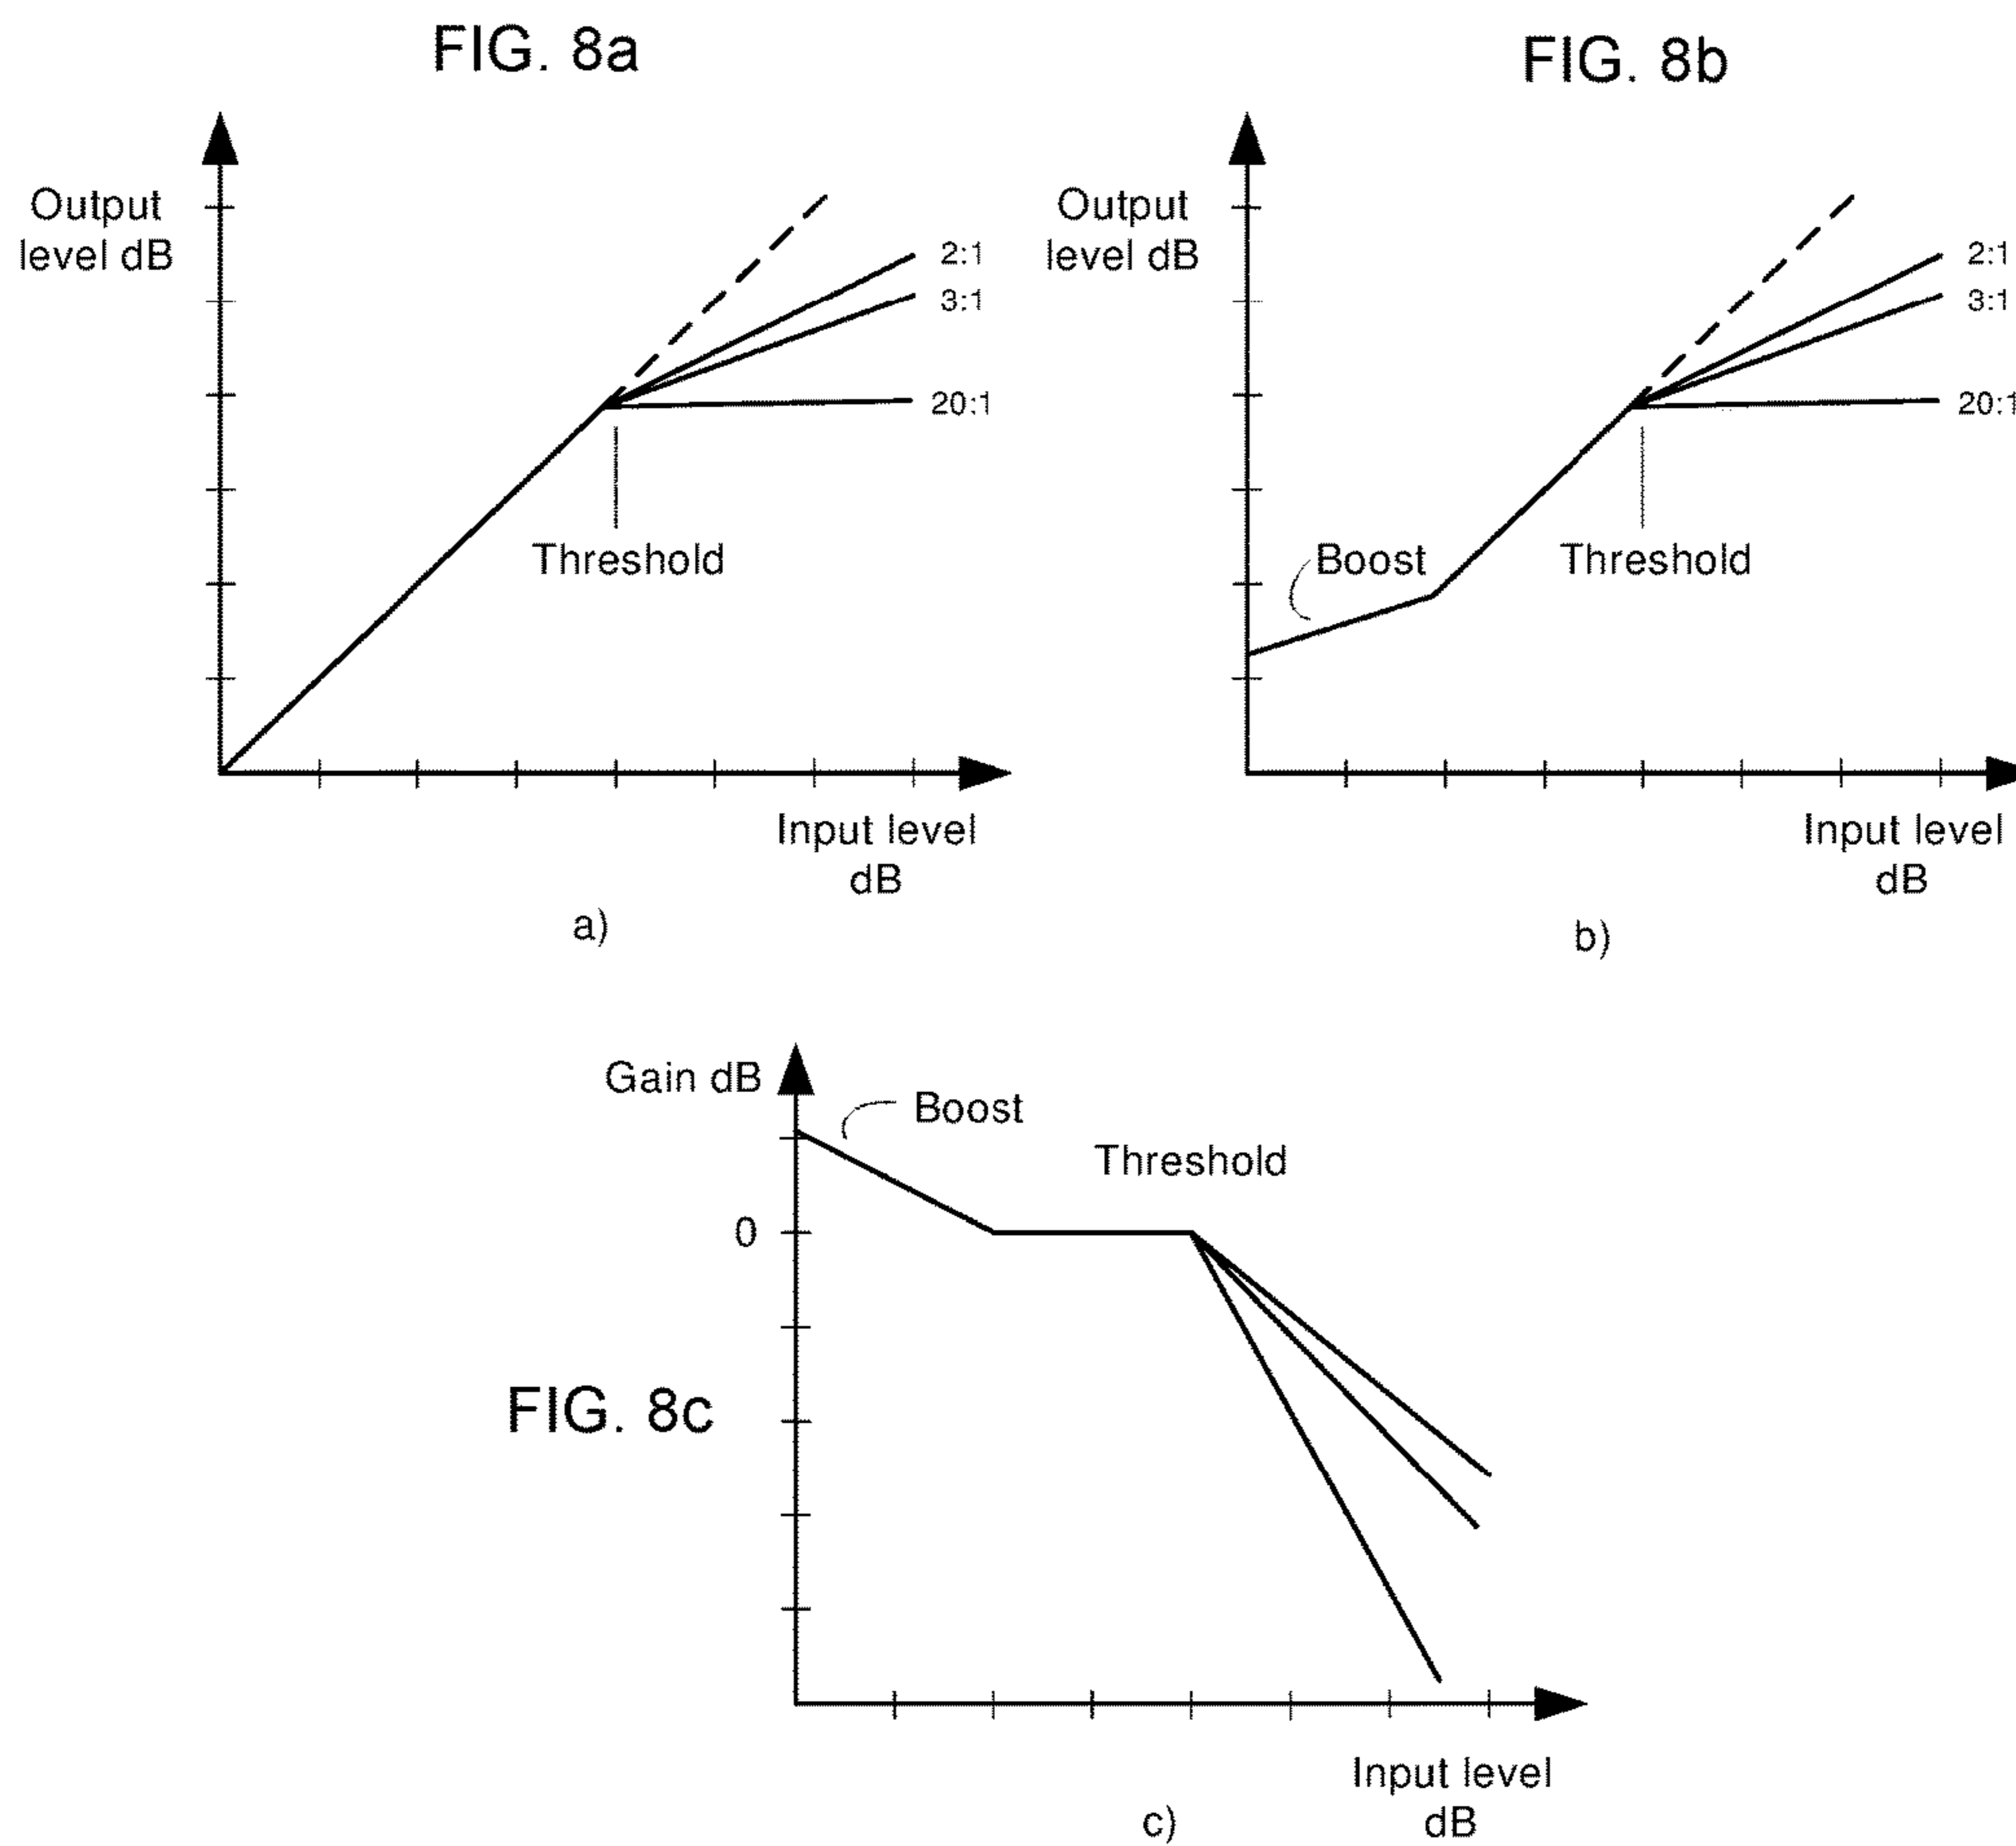 FIG. 8a
Output
level dB
2:1
3:1
20:1
Threshold
Input level
dB
a)
FIG. 8b
Output
level dB
2:1
3:1
20:1
Boost
Threshold
Input level
dB
b)
FIG. 8c
Gain dB
Boost
Threshold
0
Input level
dB
c)